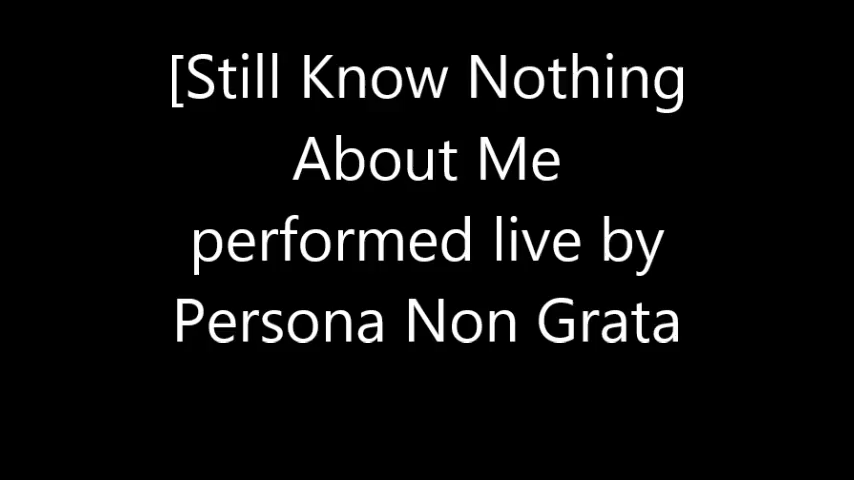 [Still Know Nothing
About Me
performed live by
Persona Non Grata